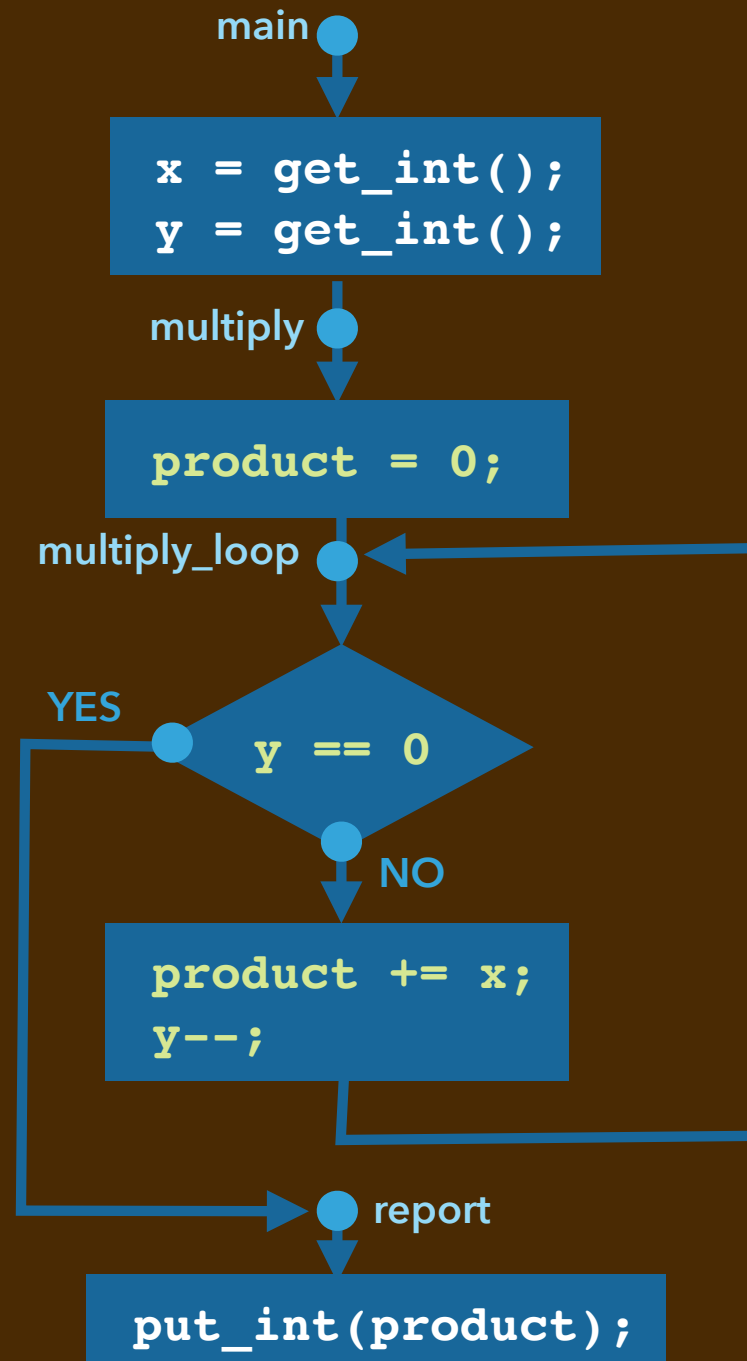 main
x = get_int();
y = get_int();
multiply
product = 0;
multiply_loop
YES
y == 0
NO
product += x;
y--;
report
put_int(product);